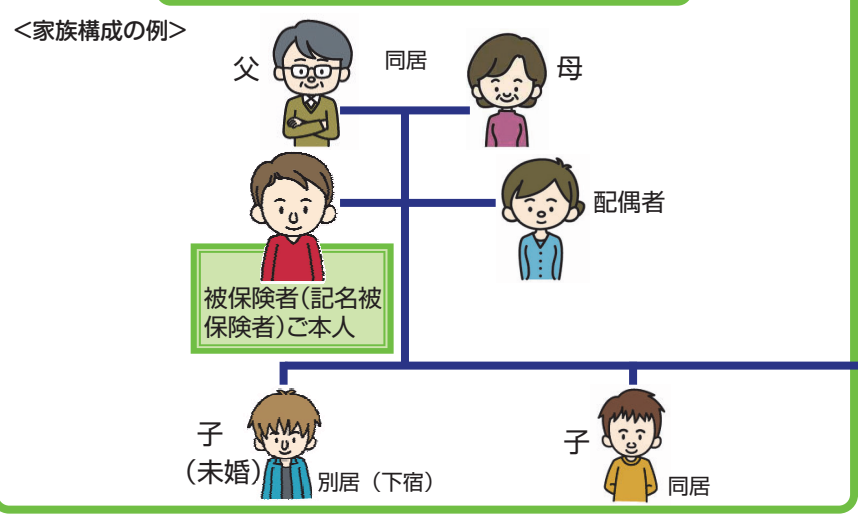 <家族構成の例>
父
同居
母
配偶者
被保険者(記名被
保険者)ご本人
子
(未婚)
別居(下宿)
子
同居